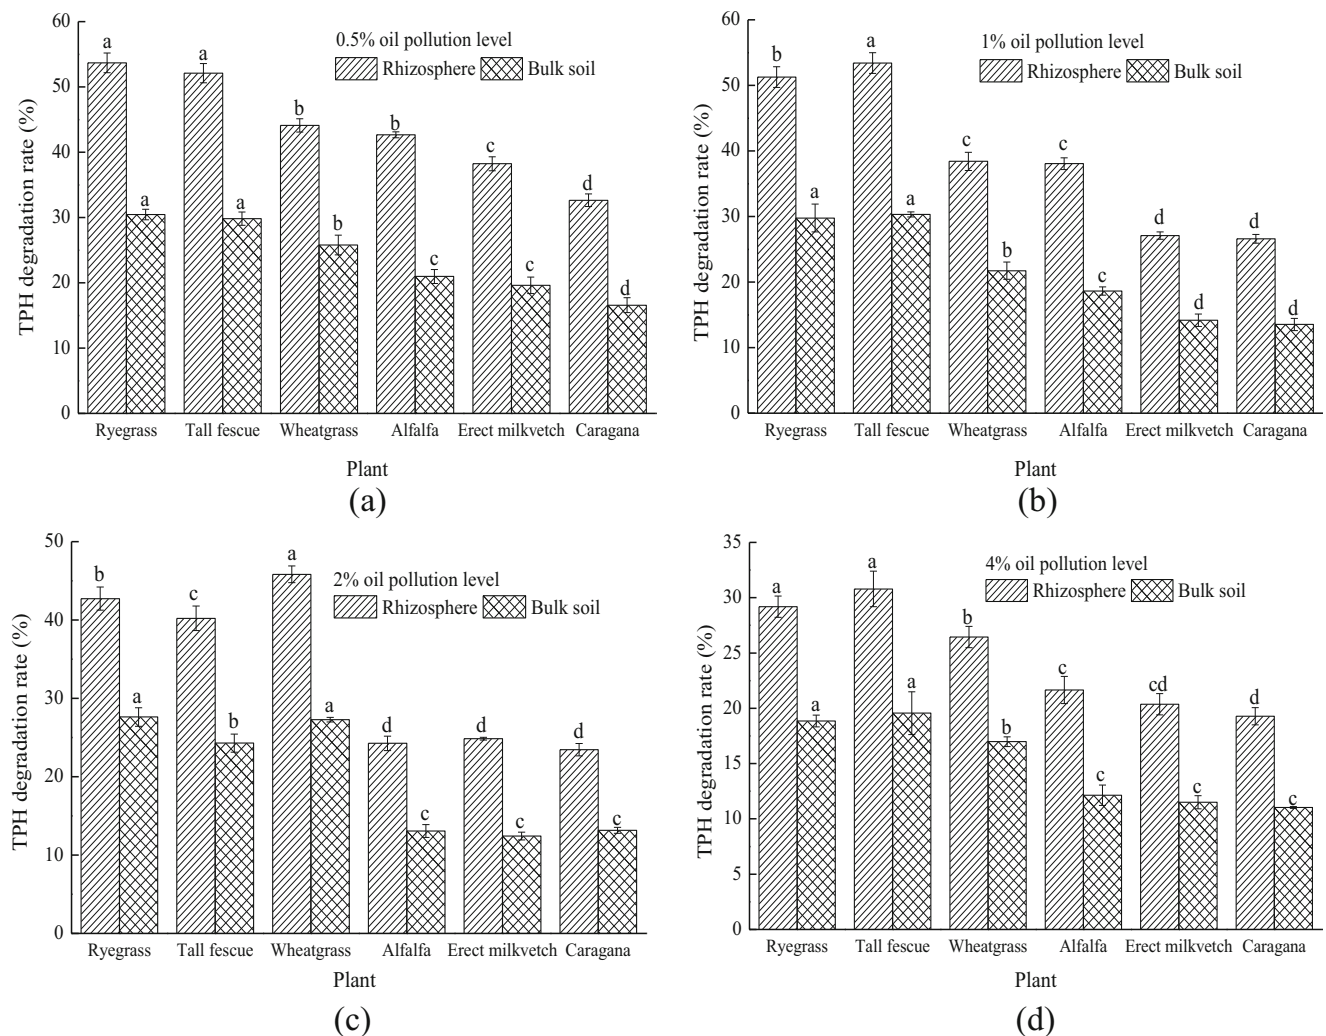 60
50
40
30
20
10
0
TPH degradation rate (%)
0.5% oil pollution level
Rhizosphere
Bulk soil
a
a
a
a
b
b
b
c
c
c
d
d
Ryegrass
Tall fescue
Wheatgrass
Alfalfa
Erect milkvetch
Caragana
Plant
(a)
60
50
40
30
20
10
0
TPH degradation rate (%)
1% oil pollution level
Rhizosphere
Bulk soil
b
a
a
a
c
b
c
c
d
d
d
d
Ryegrass
Tall fescue
Wheatgrass
Alfalfa
Erect milkvetch
Caragana
Plant
(b)
50
40
30
20
10
0
TPH degradation rate (%)
2% oil pollution level
Rhizosphere
Bulk soil
b
a
c
b
a
a
d
c
d
c
d
c
Ryegrass
Tall fescue
Wheatgrass
Alfalfa
Erect milkvetch
Caragana
Plant
(c)
35
30
25
20
15
10
5
0
TPH degradation rate (%)
4% oil pollution level
Rhizosphere
Bulk soil
a
a
a
a
b
b
c
c
cd
c
d
c
Ryegrass
Tall fescue
Wheatgrass
Alfalfa
Erect milkvetch
Caragana
Plant
(d)